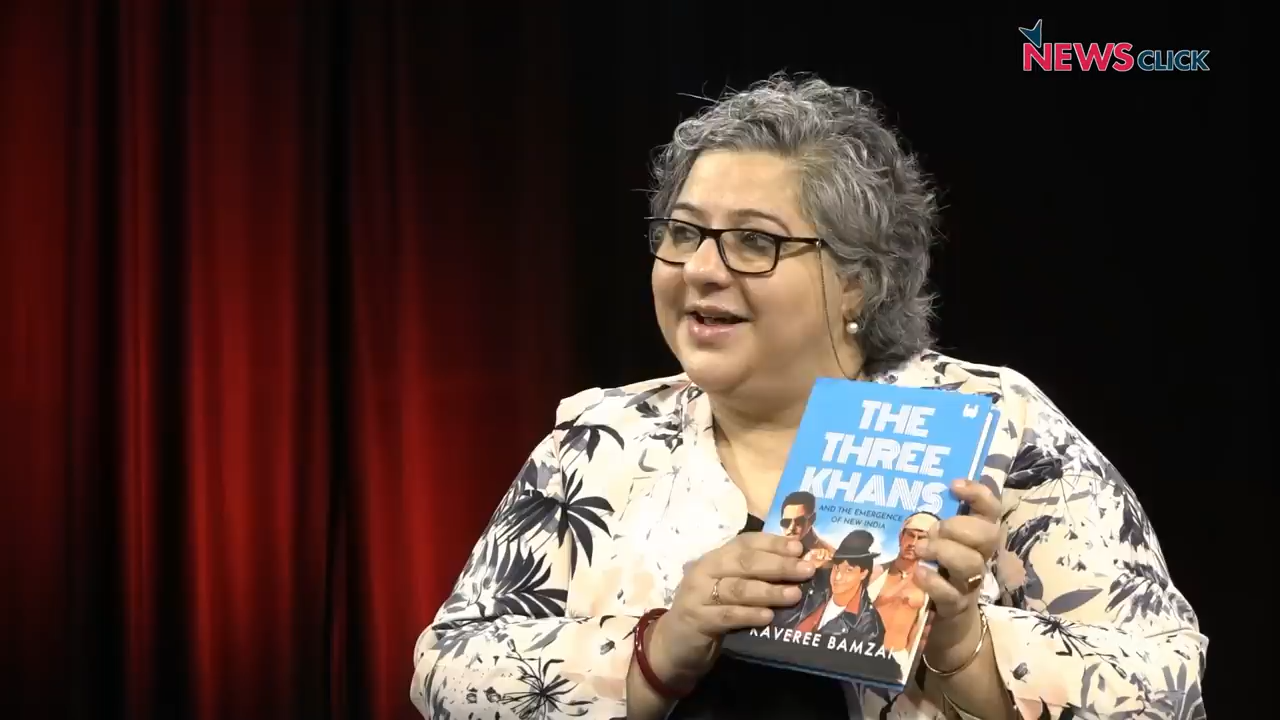 NEWSCLICK
THE
THREE
KHANS
AND THE EMERGENCE
OF NEW INDIA
KAVEREE BAMZAI